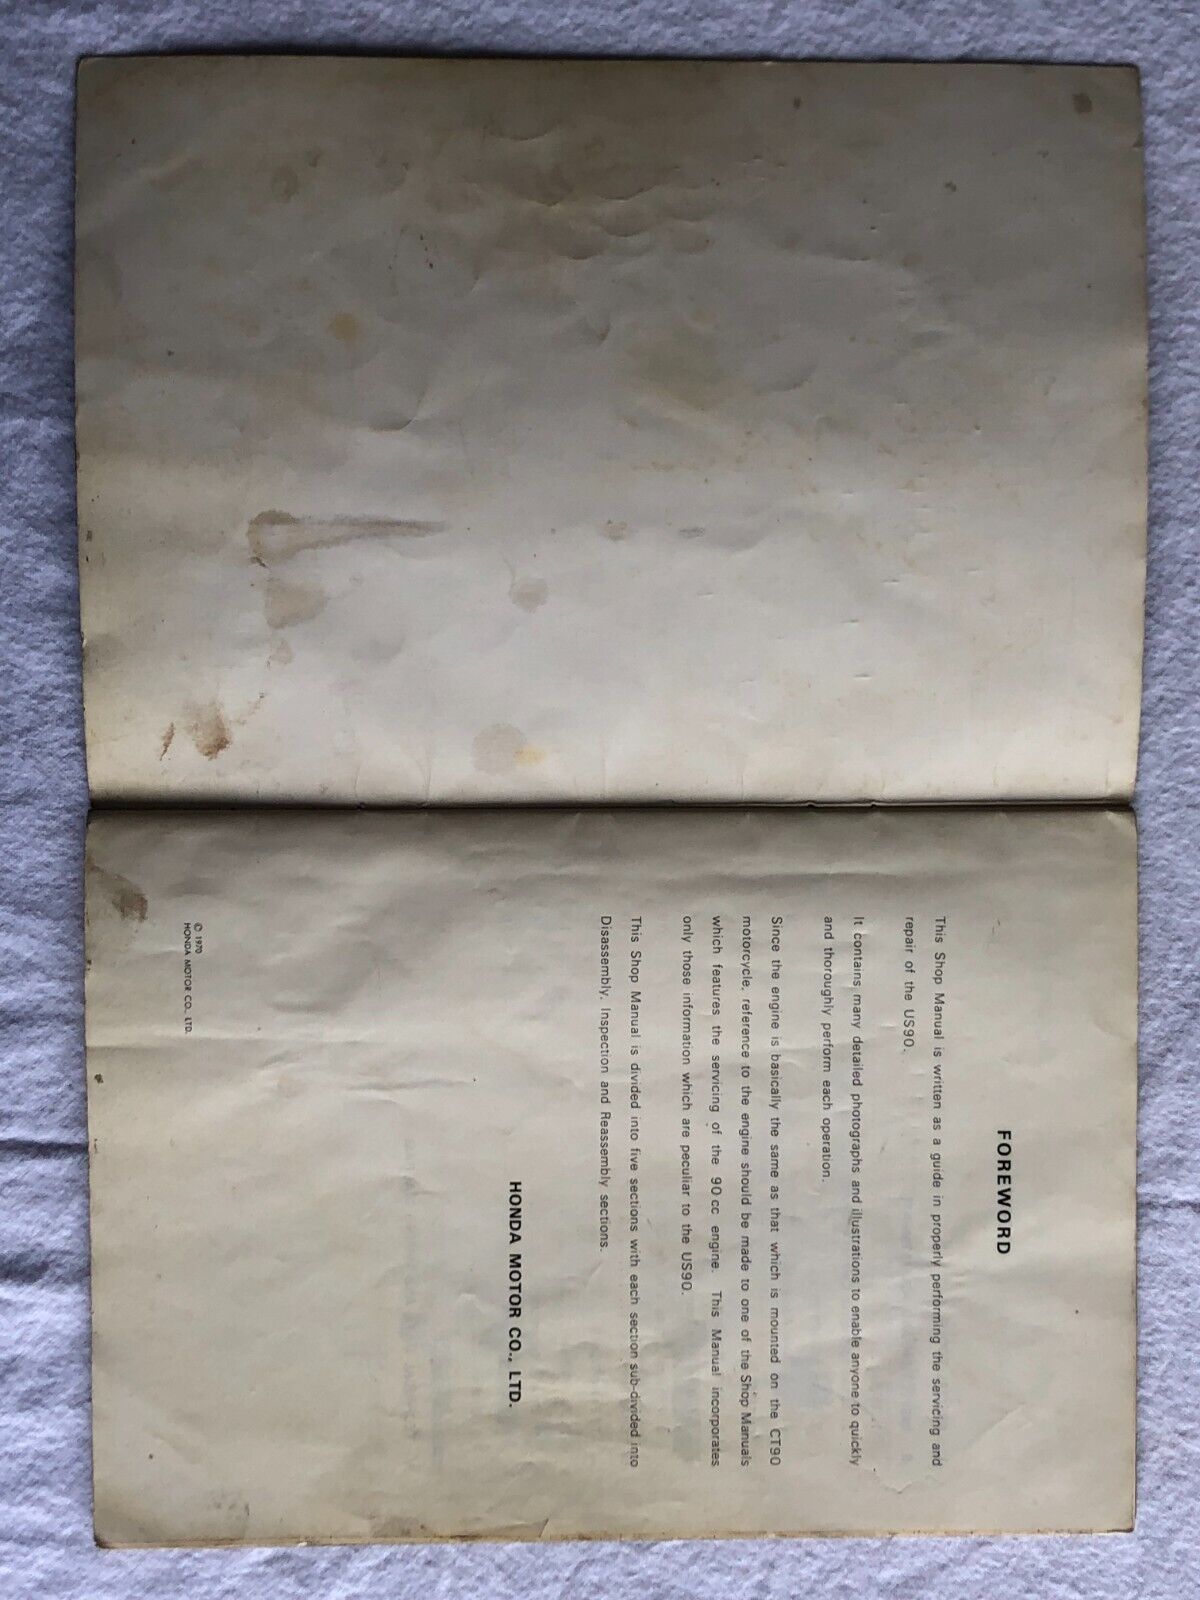 FOREWORD
This Shop Manual is written as a guide in properly performing the servicing and
repair of the US90.
It contains many detailed photographs and illustrations to enable anyone to quickly
and thoroughly perform each operation.
Since the engine is basically the same as that which is mounted on the CT90
motorcycle, reference to the engine should be made to one of the Shop Manuals
which features the servicing of the 90 cc engine. This Manual incorporates
only those information which are peculiar to the US90.
This Shop Manual is divided into five sections with each section sub-divided into
Disassembly, Inspection and Reassembly sections.
HONDA MOTOR CO., LTD.
© 1970
HONDA MOTOR CO., LTD.